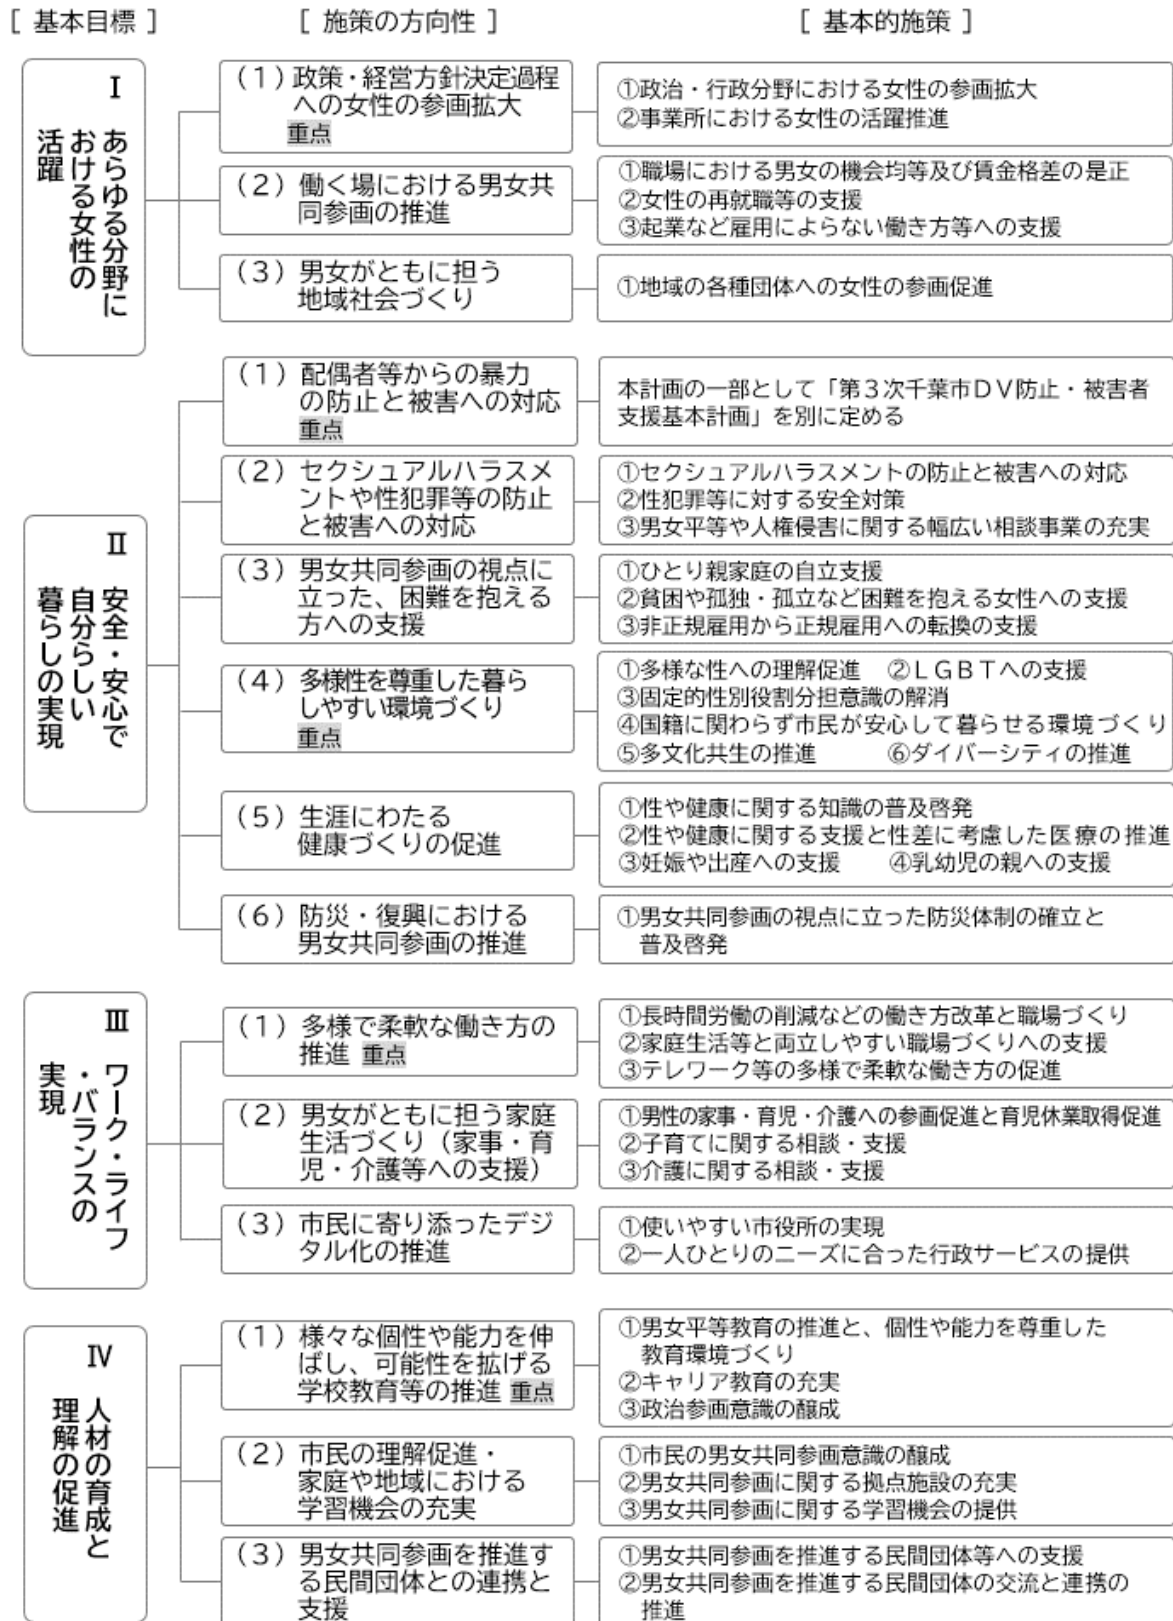 ［ 基本目標 ］
［ 施策の方向性 ］
［ 基本的施策 ］
Ⅰ
あらゆる分野に
おける女性の
活躍
（１）政策・経営方針決定過程
への女性の参画拡大
重点
①政治・行政分野における女性の参画拡大
②事業所における女性の活躍推進
（２）働く場における男女共
同参画の推進
①職場における男女の機会均等及び賃金格差の是正
②女性の再就職等の支援
③起業など雇用によらない働き方等への支援
（３）男女がともに担う
地域社会づくり
①地域の各種団体への女性の参画促進
Ⅱ
安全・安心で
自分らしい
暮らしの実現
（１）配偶者等からの暴力
の防止と被害への対応
重点
本計画の一部として「第３次千葉市ＤＶ防止・被害者
支援基本計画」を別に定める
（２）セクシュアルハラスメ
ントや性犯罪等の防止
と被害への対応
①セクシュアルハラスメントの防止と被害への対応
②性犯罪等に対する安全対策
③男女平等や人権侵害に関する幅広い相談事業の充実
（３）男女共同参画の視点に
立った、困難を抱える
方への支援
①ひとり親家庭の自立支援
②貧困や孤独・孤立など困難を抱える女性への支援
③非正規雇用から正規雇用への転換の支援
（４）多様性を尊重した暮ら
しやすい環境づくり
重点
①多様な性への理解促進　②ＬＧＢＴへの支援
③固定的性別役割分担意識の解消
④国籍に関わらず市民が安心して暮らせる環境づくり
⑤多文化共生の推進　　　⑥ダイバーシティの推進
（５）生涯にわたる
健康づくりの促進
①性や健康に関する知識の普及啓発
②性や健康に関する支援と性差に考慮した医療の推進
③妊娠や出産への支援　　④乳幼児の親への支援
（６）防災・復興における
男女共同参画の推進
①男女共同参画の視点に立った防災体制の確立と
普及啓発
Ⅲ
ワーク・ライフ
・バランスの
実現
（１）多様で柔軟な働き方の
推進 重点
①長時間労働の削減などの働き方改革と職場づくり
②家庭生活等と両立しやすい職場づくりへの支援
③テレワーク等の多様で柔軟な働き方の促進
（２）男女がともに担う家庭
生活づくり（家事・育
児・介護等への支援）
①男性の家事・育児・介護への参画促進と育児休業取得促進
②子育てに関する相談・支援
③介護に関する相談・支援
（３）市民に寄り添ったデジ
タル化の推進
①使いやすい市役所の実現
②一人ひとりのニーズに合った行政サービスの提供
Ⅳ
人材の育成と
理解の促進
（１）様々な個性や能力を伸
ばし、可能性を拡げる
学校教育等の推進 重点
①男女平等教育の推進と、個性や能力を尊重した
教育環境づくり
②キャリア教育の充実
③政治参画意識の醸成
（２）市民の理解促進・
家庭や地域における
学習機会の充実
①市民の男女共同参画意識の醸成
②男女共同参画に関する拠点施設の充実
③男女共同参画に関する学習機会の提供
（３）男女共同参画を推進す
る民間団体との連携と
支援
①男女共同参画を推進する民間団体等への支援
②男女共同参画を推進する民間団体の交流と連携の
推進